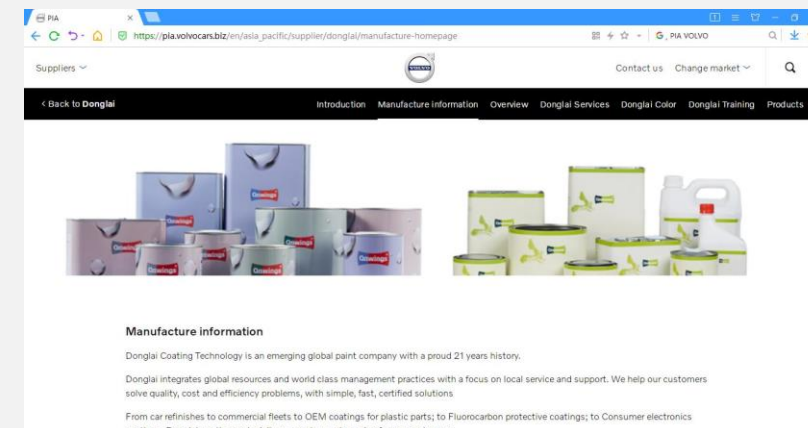 PIA
https://pia.volvocars.biz/en/asia_pacific/supplier/donglai/manufacture-homepage
PIA VOLVO
Suppliers
VOLVO
Contact us Change market
< Back to Donglai
Introduction Manufacture information Overview Donglai Services Donglai Color Donglai Training Products
Onwings
Onwings
Onwings
Onwings
Manufacture information
Donglai Coating Technology is an emerging global paint company with a proud 21 years history.
Donglai integrates global resources and world class management practices with a focus on local service and support. We help our customers
solve quality, cost and efficiency problems, with simple, fast, certified solutions
From car refinishes to commercial fleets to OEM coatings for plastic parts; to Fluorocarbon protective coatings; to Consumer electronics